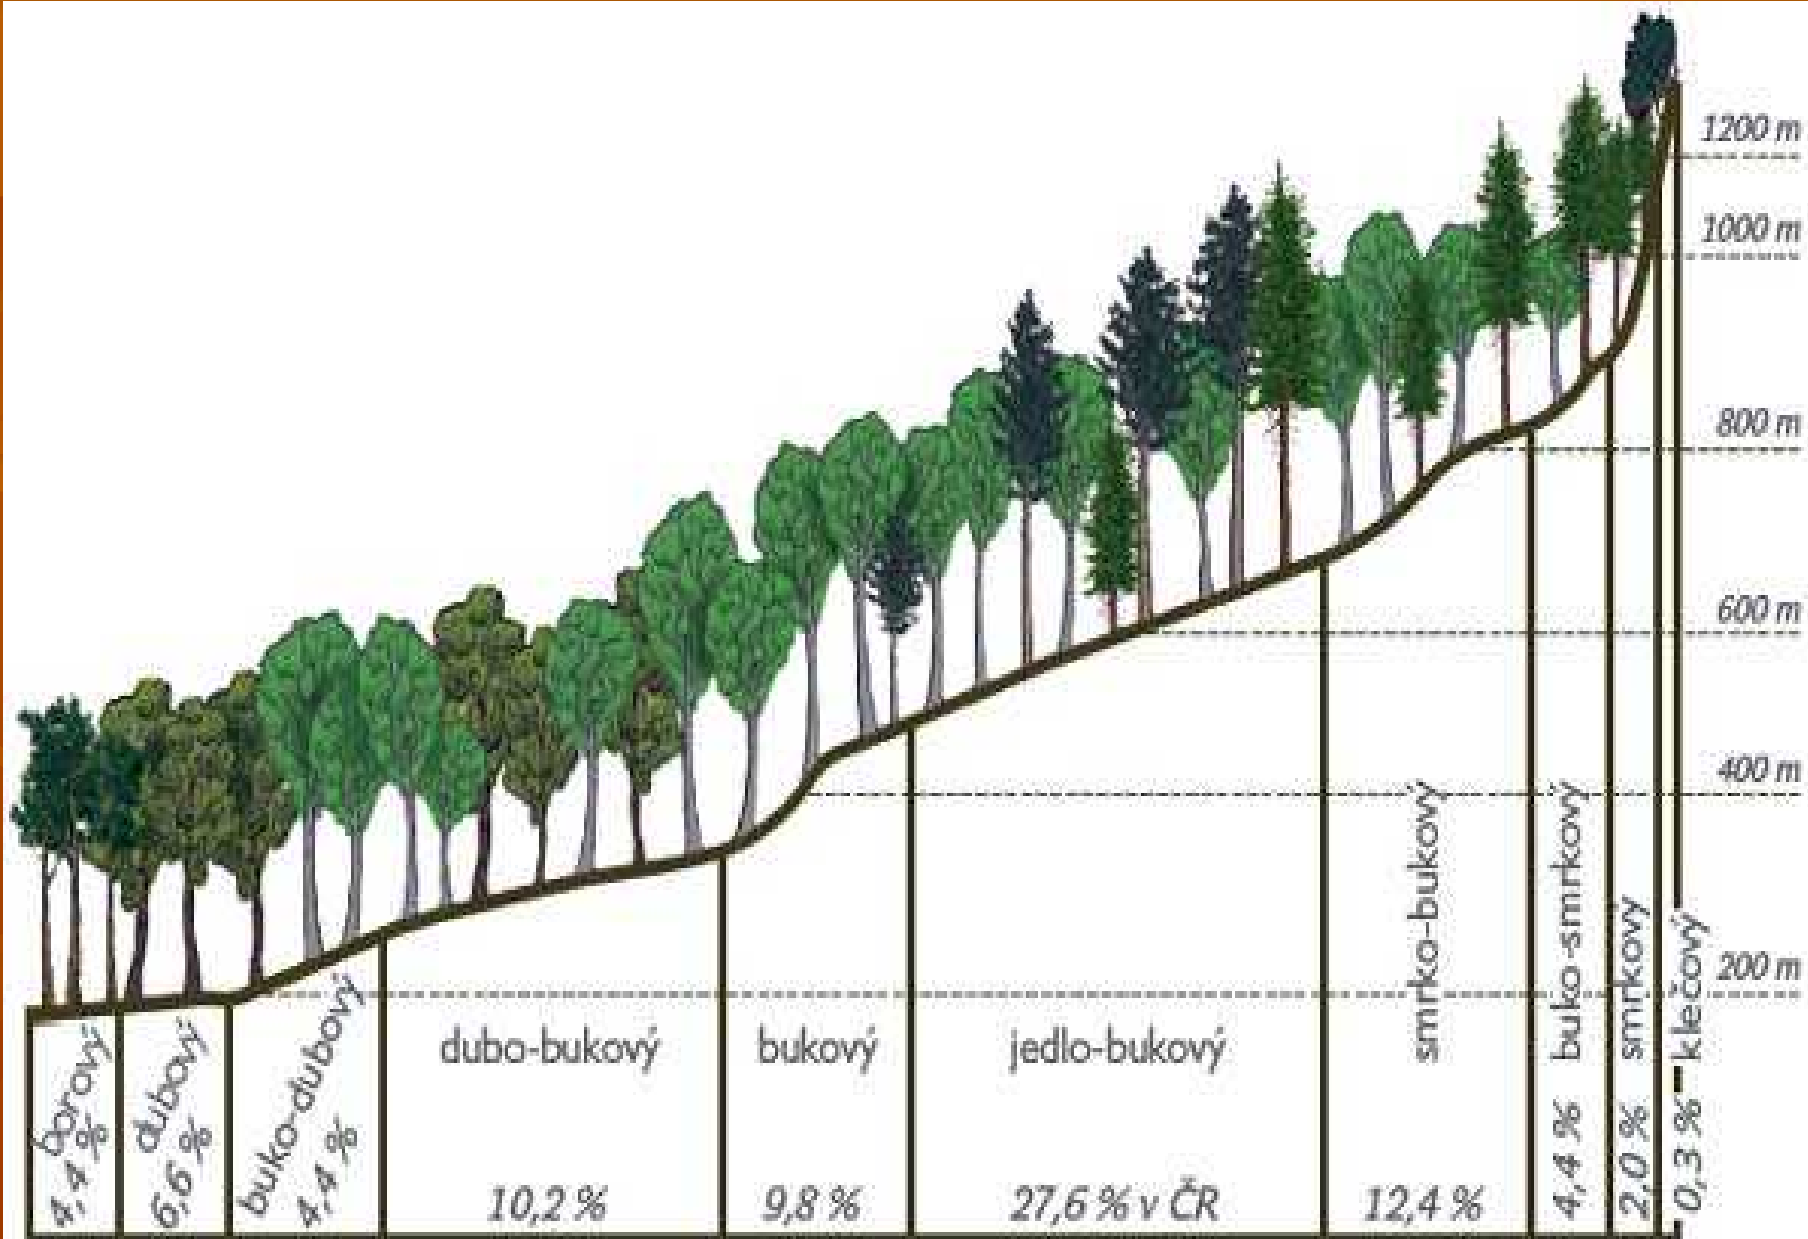 1200 m
1000 m
800 m
600 m
400 m
200 m
borový
4,4 %
dubový
6,6 %
buko-dubový
4,4 %
dubo-bukový
10,2 %
bukový
9,8 %
jedlo-bukový
27,6 % v ČR
smrko-bukový
12,4 %
buko-smrkový
4,4 %
smrkovy
2,0 %
klečový
0,3 %